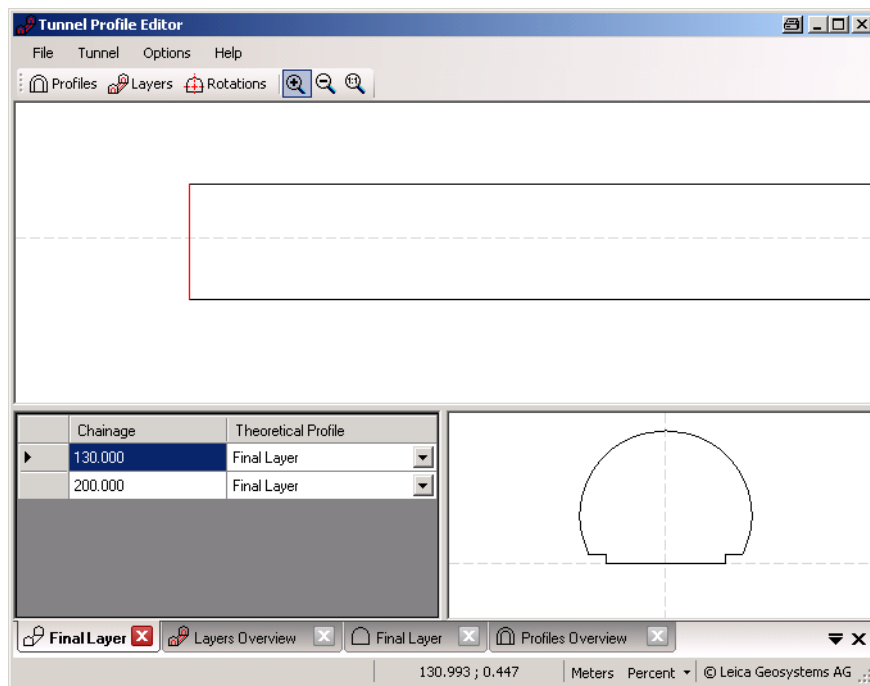 Tunnel Profile Editor
File Tunnel Options Help
Profiles Layers Rotations 1:1
Chainage Theoretical Profile
130.000 Final Layer
200.000 Final Layer
Final Layer Layers Overview Final Layer Profiles Overview
130.993 ; 0.447 Meters Percent © Leica Geosystems AG